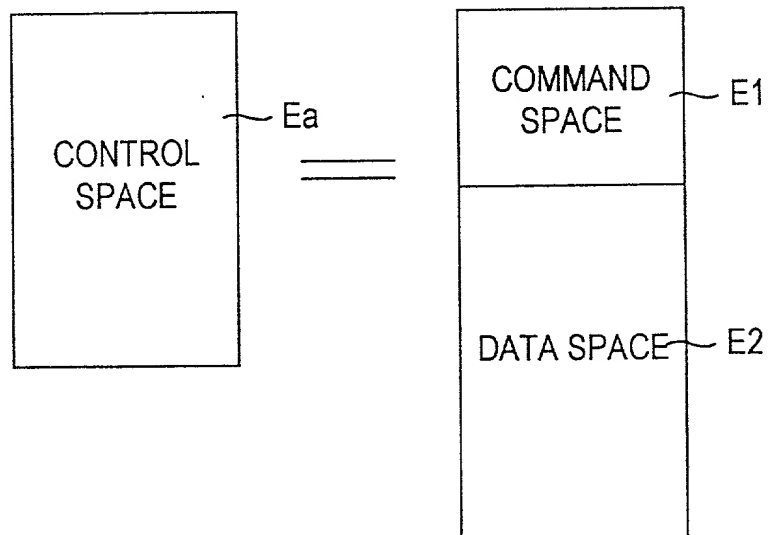 CONTROL
SPACE
Ea
COMMAND
SPACE
E1
DATA SPACE
E2